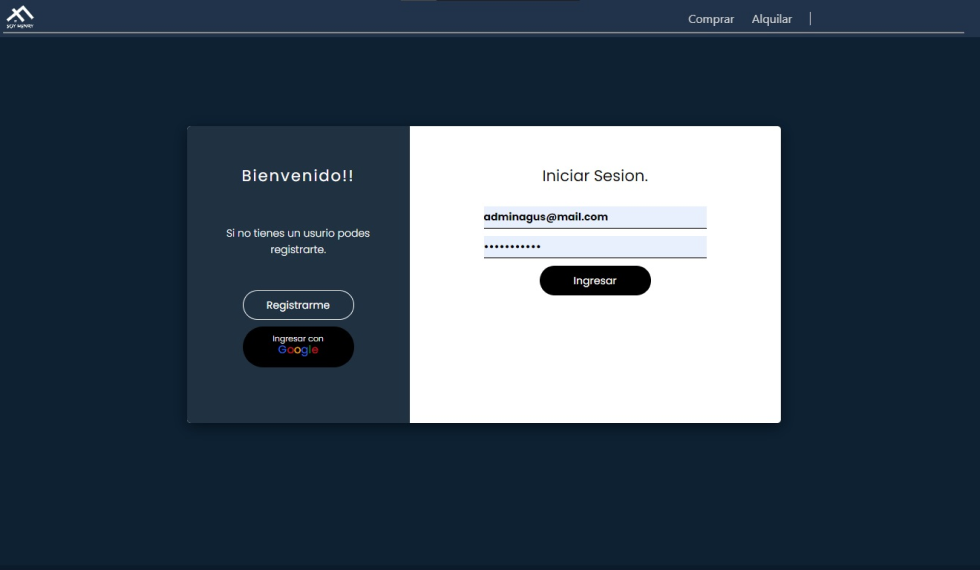 SOY HENRY
Comprar Alquilar |
Bienvenido!!
Si no tienes un usurio podes
registrarte.
Registrarme
Ingresar con
Google
Iniciar Sesion.
adminagus@mail.com
•••••••••••
Ingresar